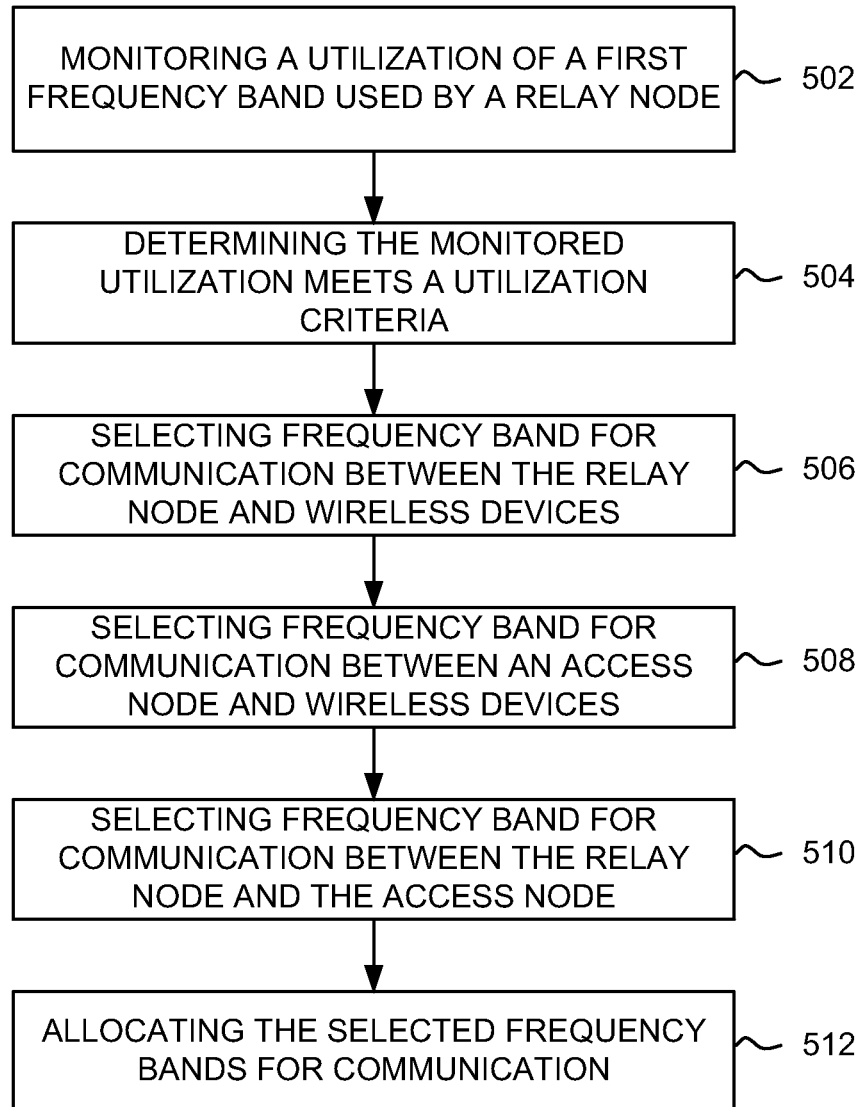 MONITORING A UTILIZATION OF A FIRST
FREQUENCY BAND USED BY A RELAY NODE
502
DETERMINING THE MONITORED
UTILIZATION MEETS A UTILIZATION
CRITERIA
504
SELECTING FREQUENCY BAND FOR
COMMUNICATION BETWEEN THE RELAY
NODE AND WIRELESS DEVICES
506
SELECTING FREQUENCY BAND FOR
COMMUNICATION BETWEEN AN ACCESS
NODE AND WIRELESS DEVICES
508
SELECTING FREQUENCY BAND FOR
COMMUNICATION BETWEEN THE RELAY
NODE AND THE ACCESS NODE
510
ALLOCATING THE SELECTED FREQUENCY
BANDS FOR COMMUNICATION
512